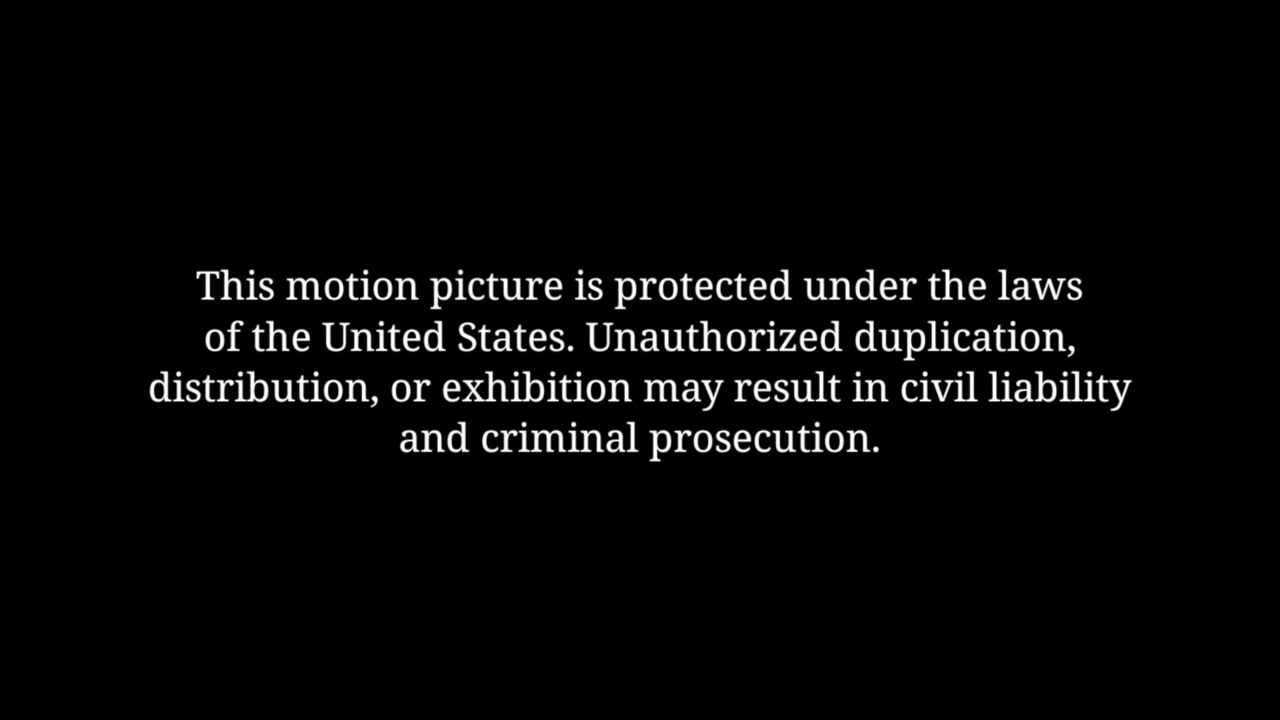 This motion picture is protected under the laws
of the United States. Unauthorized duplication,
distribution, or exhibition may result in civil liability
and criminal prosecution.